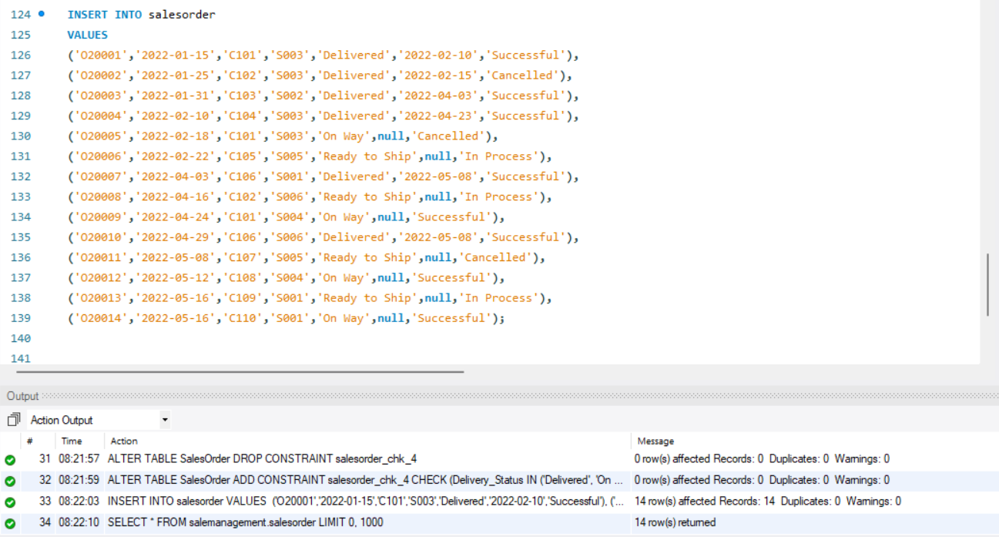 124 INSERT INTO salesorder
125 VALUES
126 ('O20001','2022-01-15','C101','S003','Delivered','2022-02-10','Successful'),
127 ('O20002','2022-01-25','C102','S003','Delivered','2022-02-15','Cancelled'),
128 ('O20003','2022-01-31','C103','S002','Delivered','2022-04-03','Successful'),
129 ('O20004','2022-02-10','C104','S003','Delivered','2022-04-23','Successful'),
130 ('O20005','2022-02-18','C101','S003','On Way',null,'Cancelled'),
131 ('O20006','2022-02-22','C105','S005','Ready to Ship',null,'In Process'),
132 ('O20007','2022-04-03','C106','S001','Delivered','2022-05-08','Successful'),
133 ('O20008','2022-04-16','C102','S006','Ready to Ship',null,'In Process'),
134 ('O20009','2022-04-24','C101','S004','On Way',null,'Successful'),
135 ('O20010','2022-04-29','C106','S006','Delivered','2022-05-08','Successful'),
136 ('O20011','2022-05-08','C107','S005','Ready to Ship',null,'Cancelled'),
137 ('O20012','2022-05-12','C108','S004','On Way',null,'Successful'),
138 ('O20013','2022-05-16','C109','S001','Ready to Ship',null,'In Process'),
139 ('O20014','2022-05-16','C110','S001','On Way',null,'Successful');
140
141
Output
Action Output
# Time Action Message
31 08:21:57 ALTER TABLE SalesOrder DROP CONSTRAINT salesorder_chk_4 0 row(s) affected Records: 0 Duplicates: 0 Warnings: 0
32 08:21:59 ALTER TABLE SalesOrder ADD CONSTRAINT salesorder_chk_4 CHECK (Delivery_Status IN ('Delivered', 'On ... 0 row(s) affected Records: 0 Duplicates: 0 Warnings: 0
33 08:22:03 INSERT INTO salesorder VALUES ('O20001','2022-01-15','C101','S003','Delivered','2022-02-10','Successful'), ('... 14 row(s) affected Records: 14 Duplicates: 0 Warnings: 0
34 08:22:10 SELECT * FROM salemanagement.salesorder LIMIT 0, 1000 14 row(s) returned